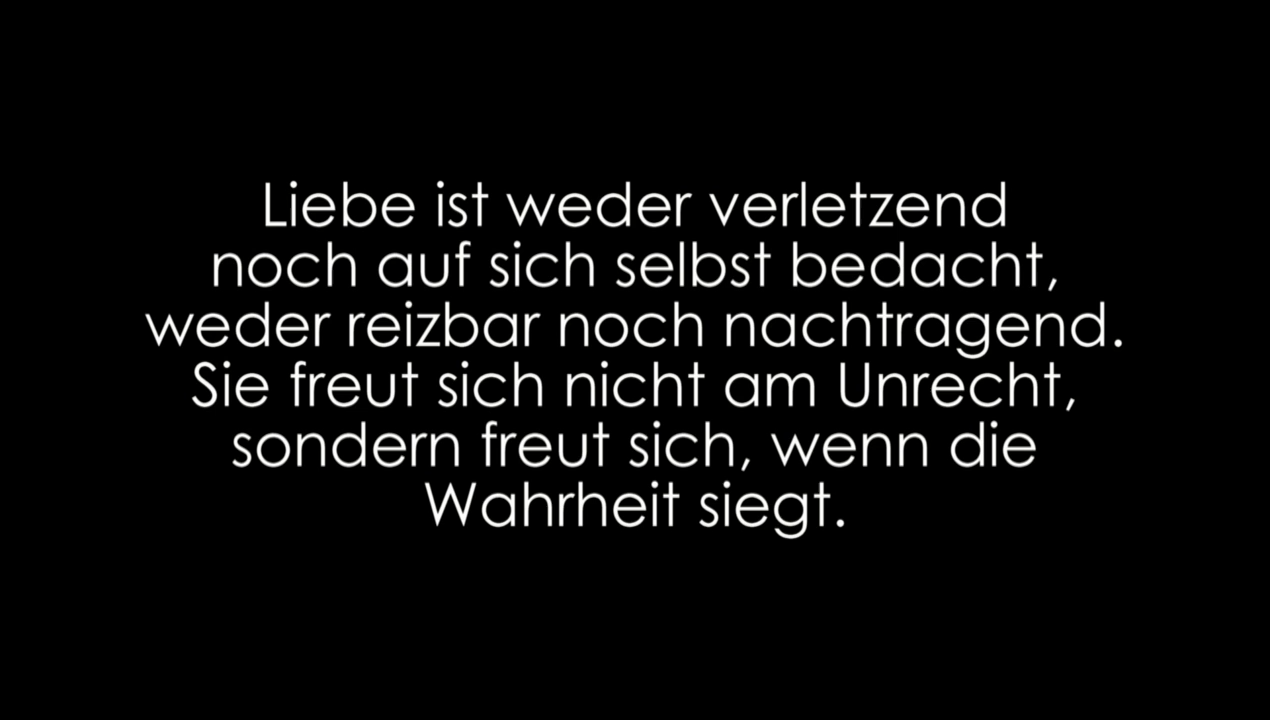 Liebe ist weder verletzend
noch auf sich selbst bedacht,
weder reizbar noch nachtragend.
Sie freut sich nicht am Unrecht,
sondern freut sich, wenn die
Wahrheit siegt.